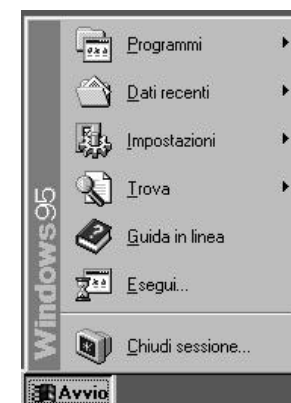 Programmi
Dati recenti
Impostazioni
Trova
Guida in linea
Esegui...
Chiudi sessione...
Windows95
Avvio